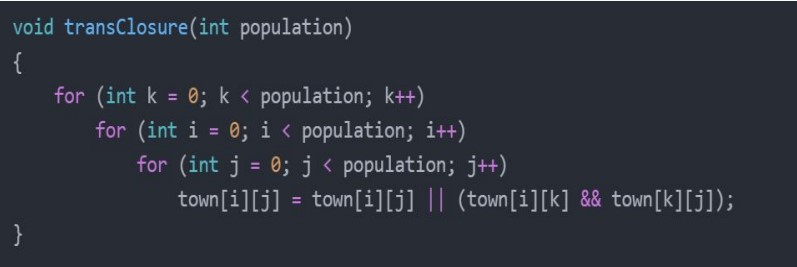 void transClosure(int population)
{
    for (int k = 0; k < population; k++)
        for (int i = 0; i < population; i++)
            for (int j = 0; j < population; j++)
                town[i][j] = town[i][j] || (town[i][k] && town[k][j]);
}